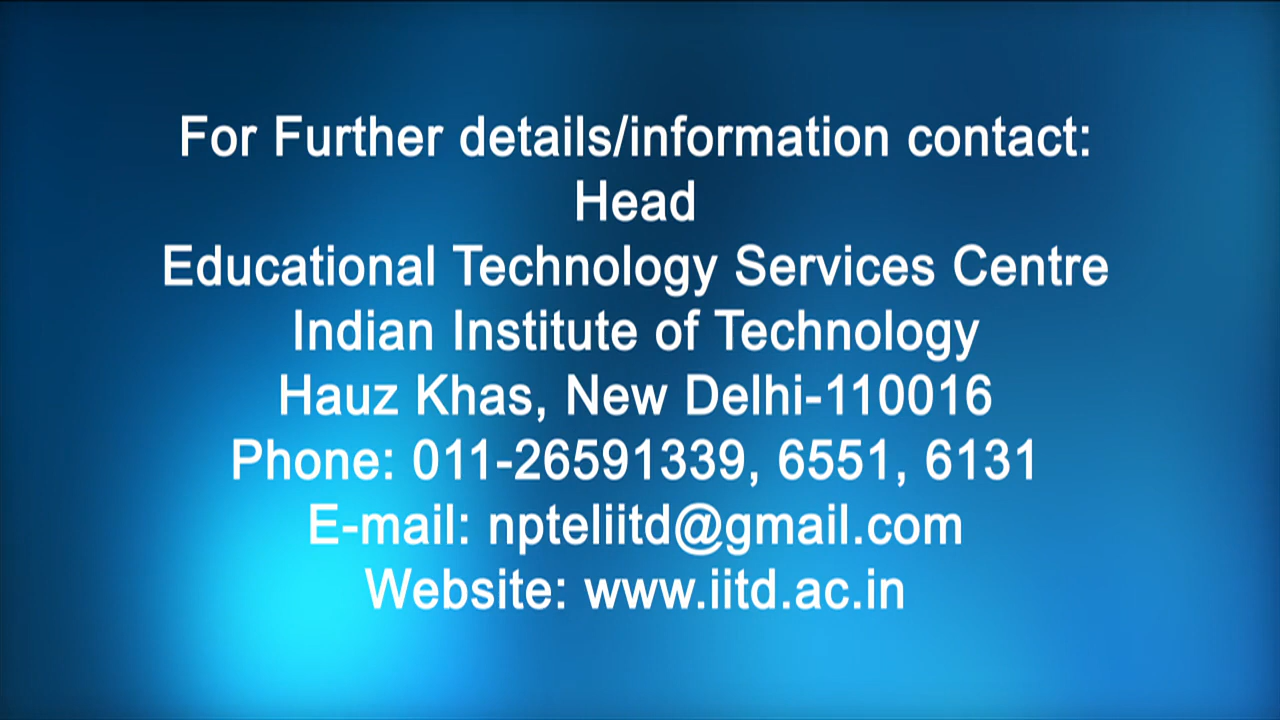 For Further details/information contact:
Head
Educational Technology Services Centre
Indian Institute of Technology
Hauz Khas, New Delhi-110016
Phone: 011-26591339, 6551, 6131
E-mail: npteliitd@gmail.com
Website: www.iitd.ac.in